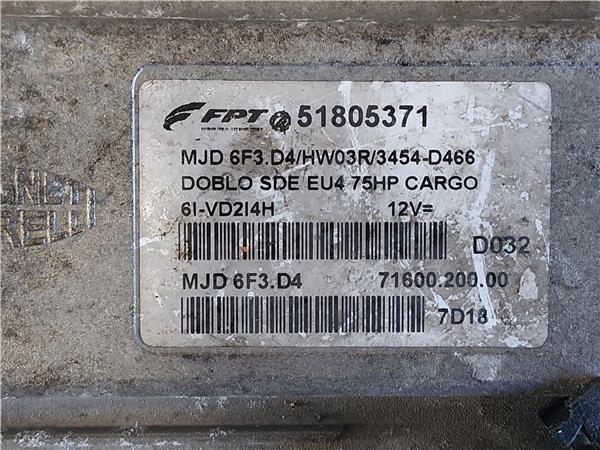 FPT 51805371
MJD 6F3.D4/HW03R/3454-D466
DOBLO SDE EU4 75HP CARGO
6I-VD2I4H 12V=
D032
MJD 6F3.D4 71600.200.00
7D18